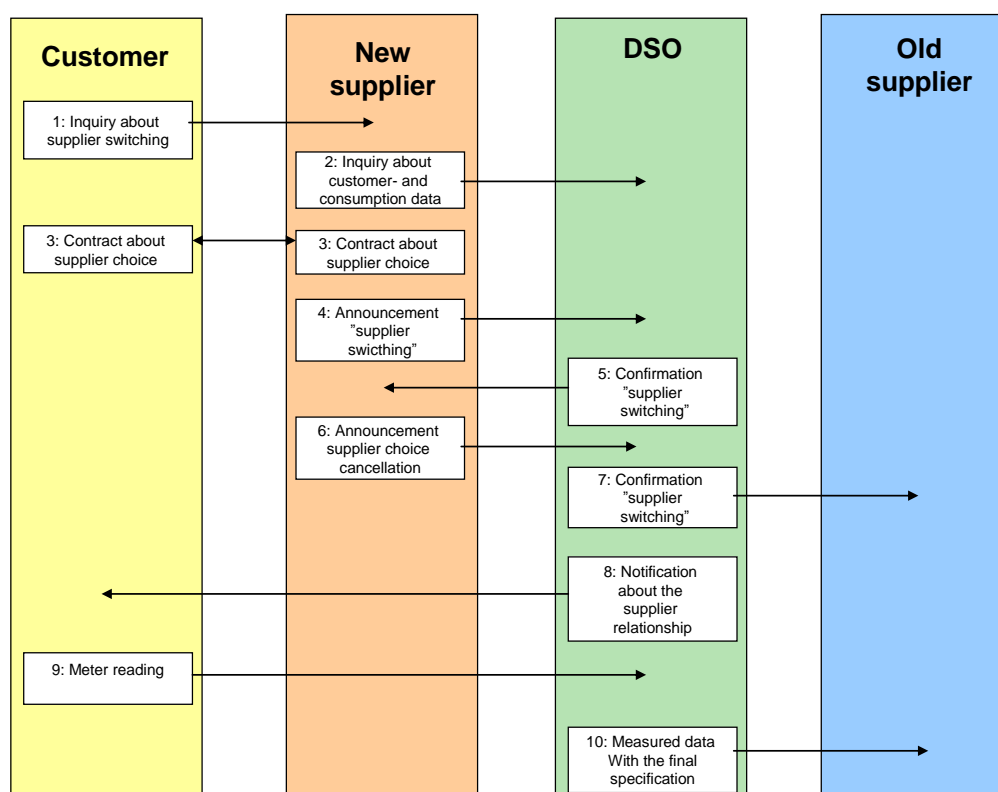 Customer
New
supplier
DSO
Old
supplier
1: Inquiry about
supplier switching
2: Inquiry about
customer- and
consumption data
3: Contract about
supplier choice
3: Contract about
supplier choice
4: Announcement
”supplier
swicthing”
5: Confirmation
”supplier
switching”
6: Announcement
supplier choice
cancellation
7: Confirmation
”supplier
switching”
8: Notification
about the
supplier
relationship
9: Meter reading
10: Measured data
With the final
specification